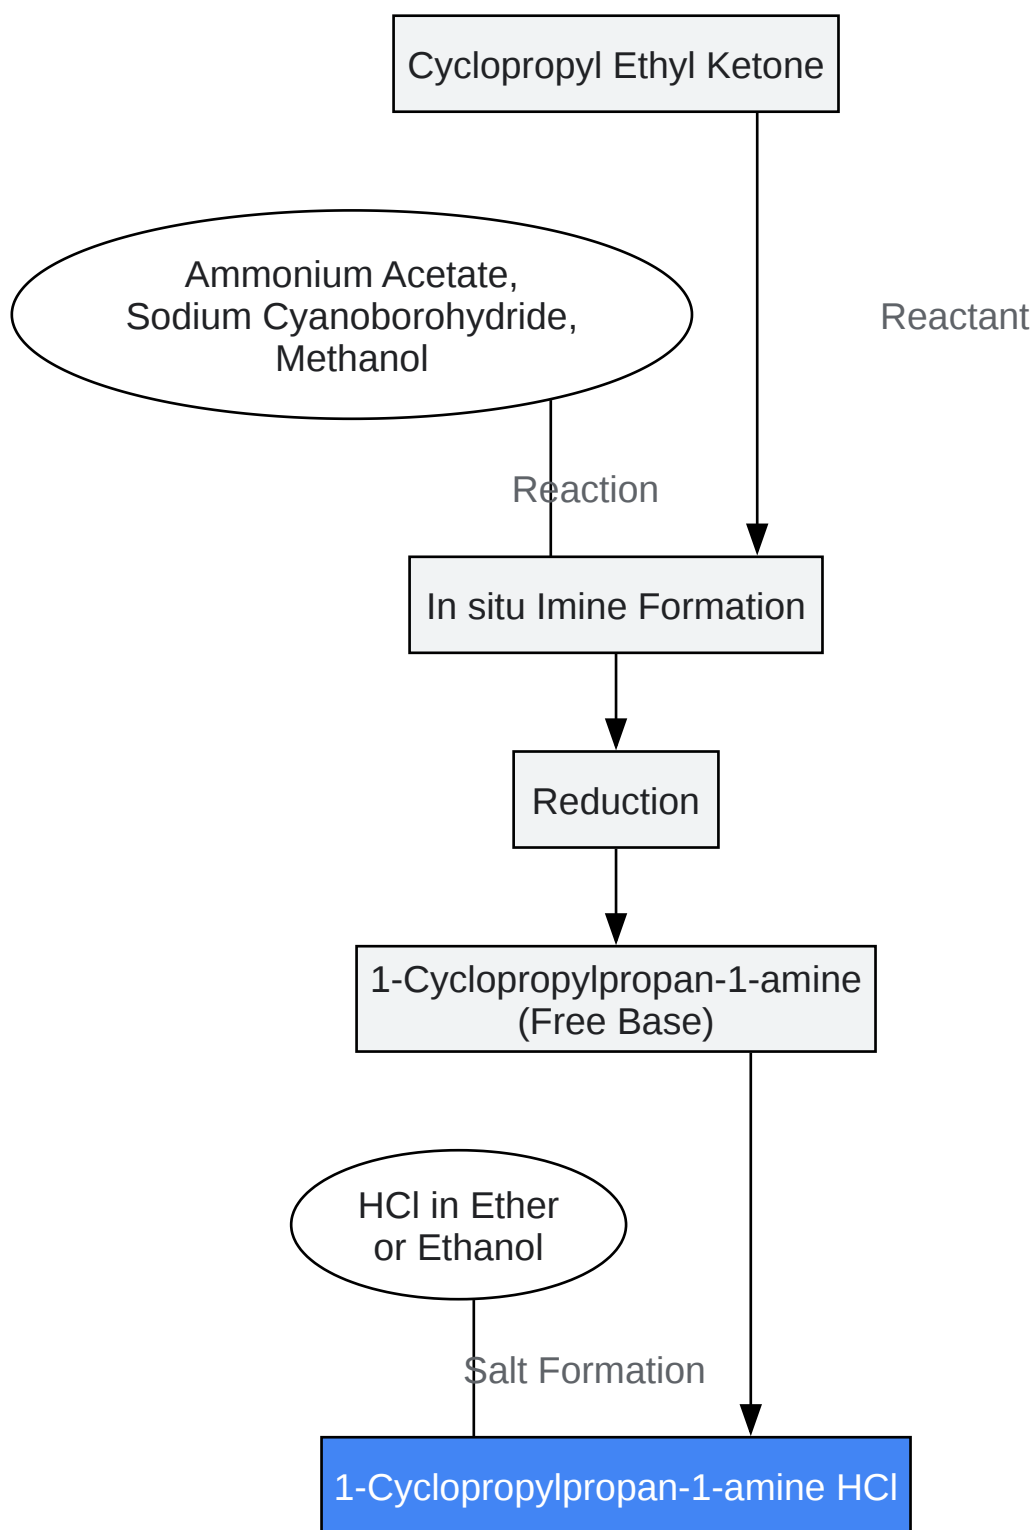 Cyclopropyl Ethyl Ketone
Ammonium Acetate,
Sodium Cyanoborohydride,
Methanol
Reactant
Reaction
In situ Imine Formation
Reduction
1-Cyclopropylpropan-1-amine
(Free Base)
HCl in Ether
or Ethanol
Salt Formation
1-Cyclopropylpropan-1-amine HCl